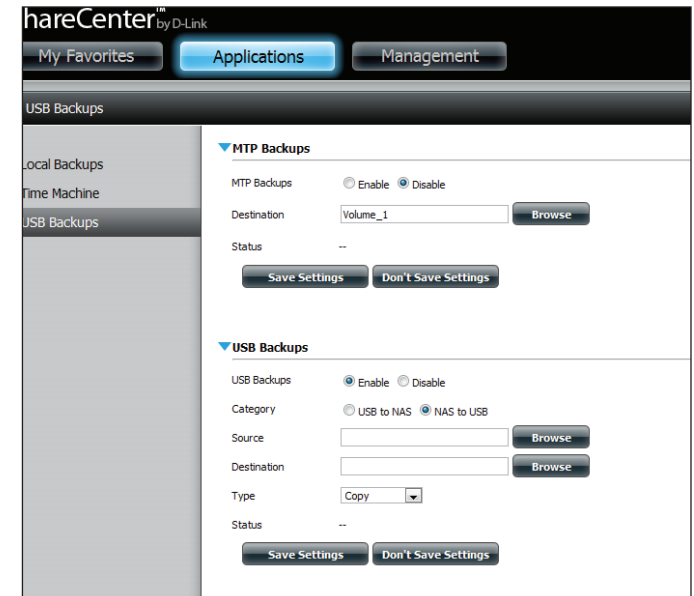 hareCenter™ by D-Link
My Favorites Applications Management
USB Backups
Local Backups
Time Machine
USB Backups
MTP Backups
MTP Backups Enable Disable
Destination Volume_1 Browse
Status --
Save Settings Don't Save Settings
USB Backups
USB Backups Enable Disable
Category USB to NAS NAS to USB
Source Browse
Destination Browse
Type Copy
Status --
Save Settings Don't Save Settings